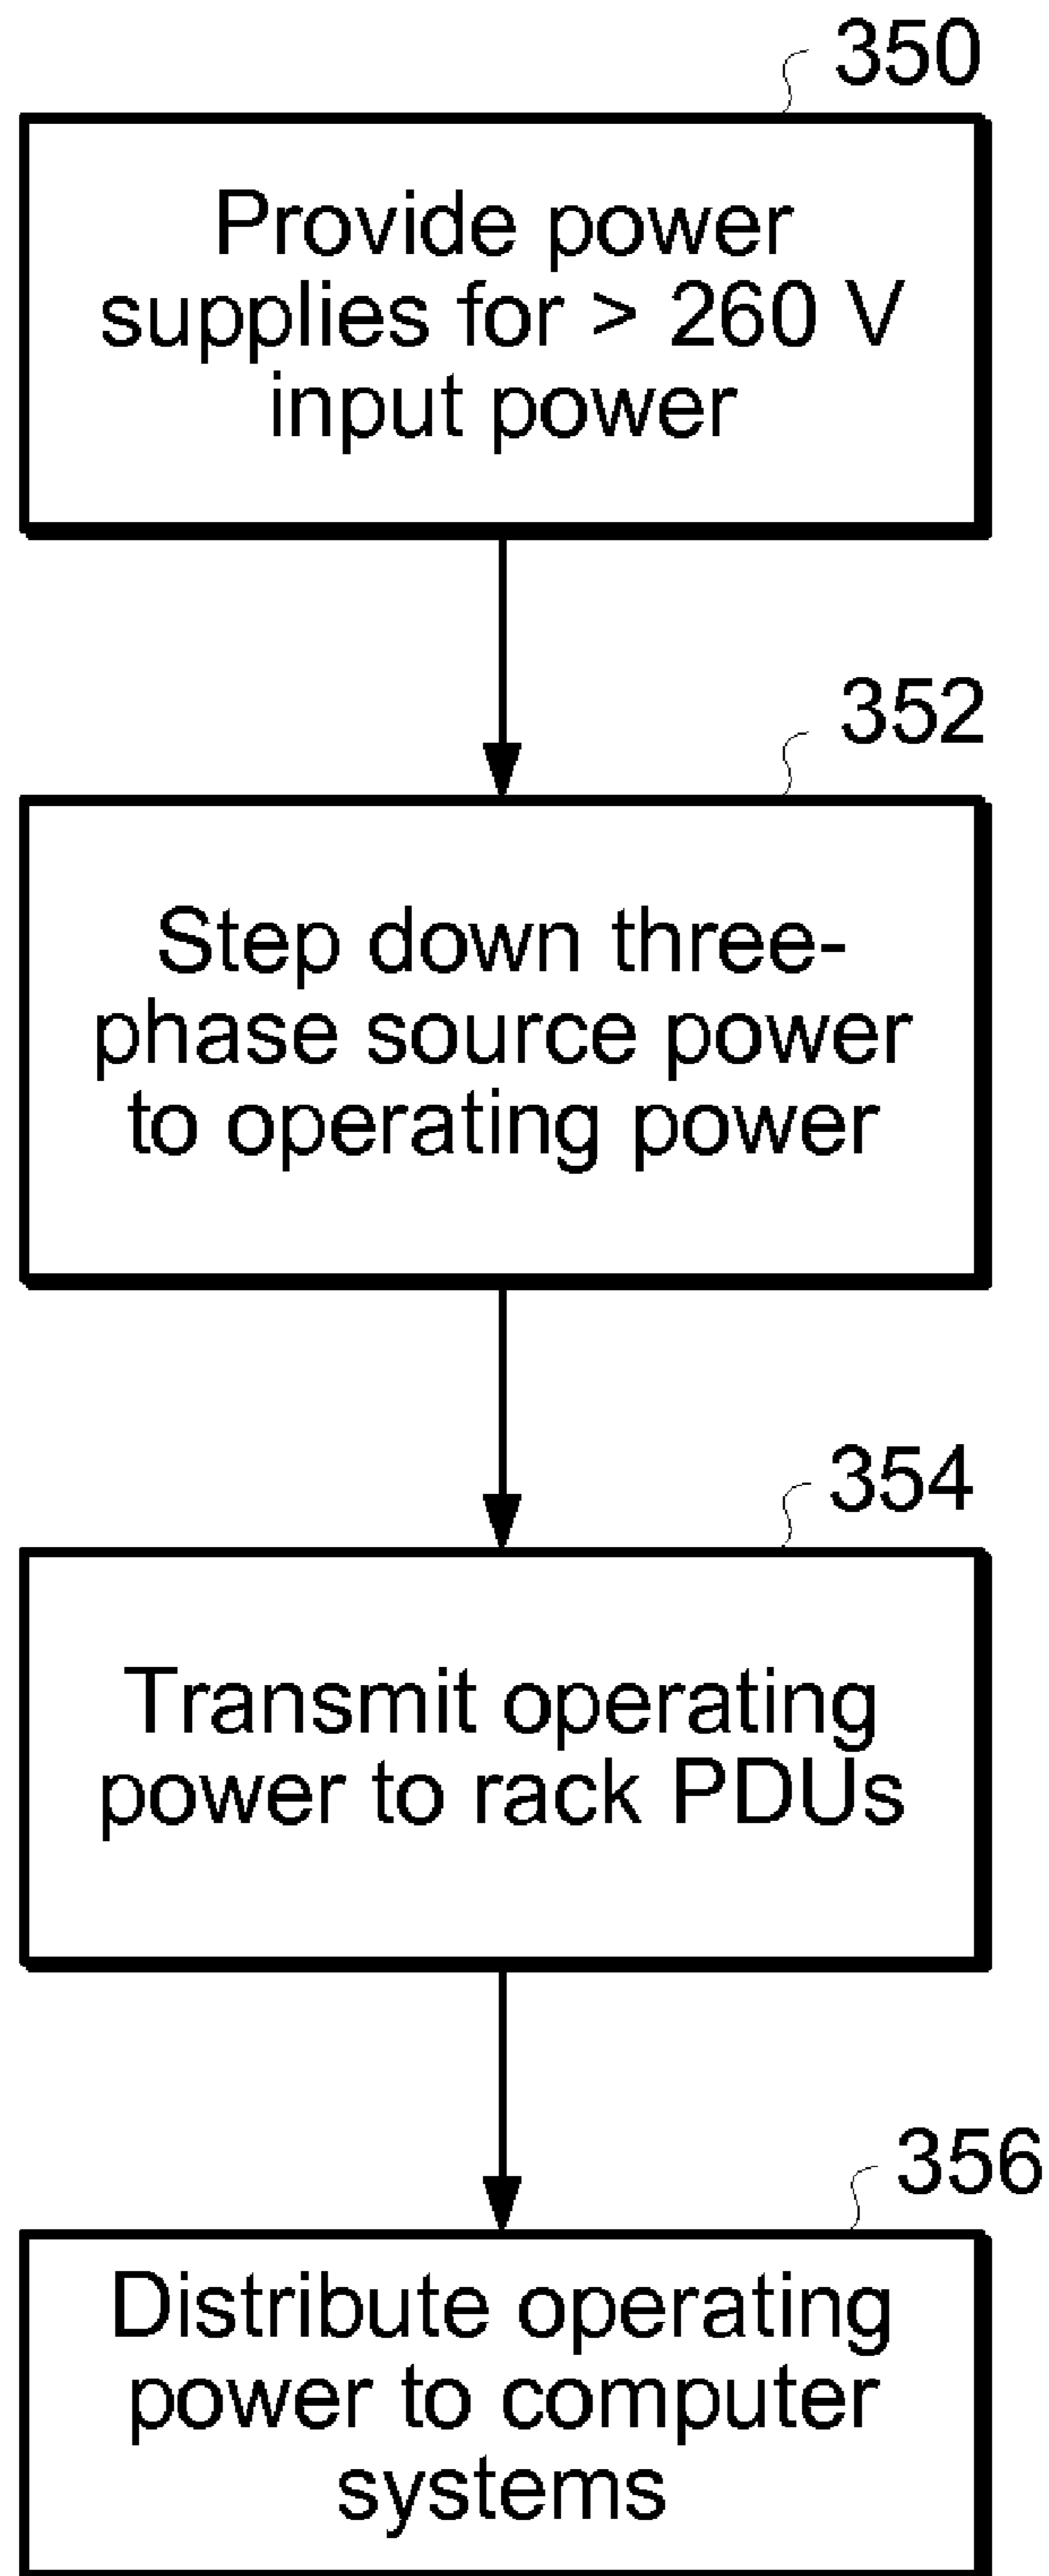 350
Provide power
supplies for > 260 V
input power
352
Step down three-
phase source power
to operating power
354
Transmit operating
power to rack PDUs
356
Distribute operating
power to computer
systems